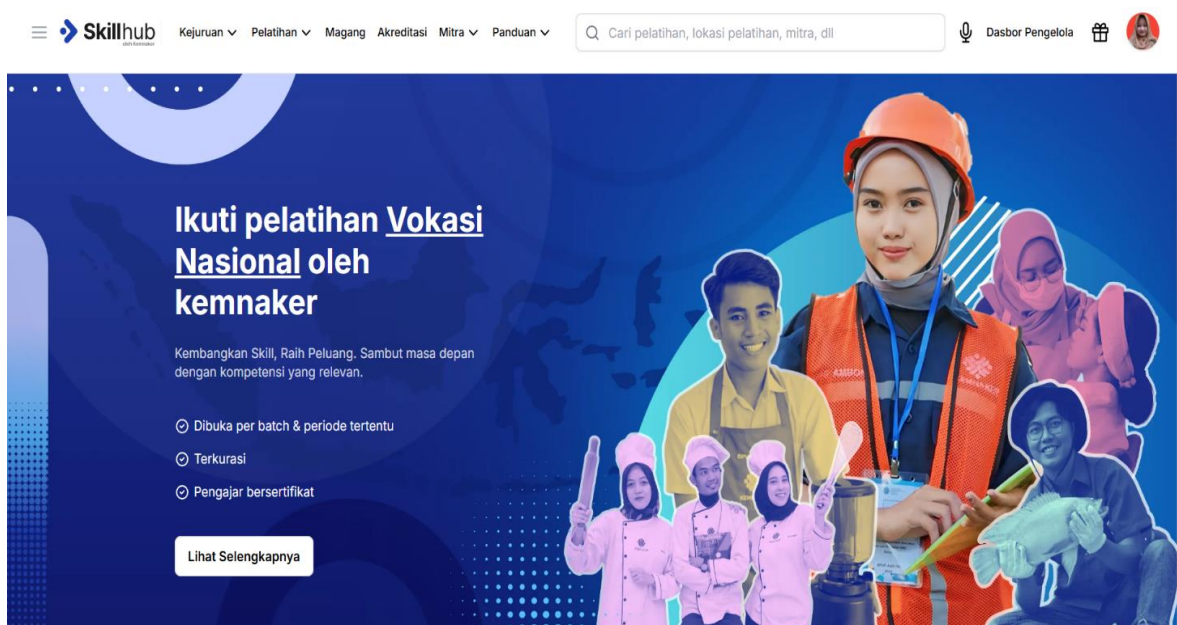 Skillhub
oleh Kemnaker
Kejuruan
Pelatihan
Magang
Akreditasi
Mitra
Panduan
Cari pelatihan, lokasi pelatihan, mitra, dll
Dasbor Pengelola
Ikuti pelatihan Vokasi
Nasional oleh
kemnaker
Kembangkan Skill, Raih Peluang. Sambut masa depan
dengan kompetensi yang relevan.
Dibuka per batch & periode tertentu
Terkurasi
Pengajar bersertifikat
Lihat Selengkapnya